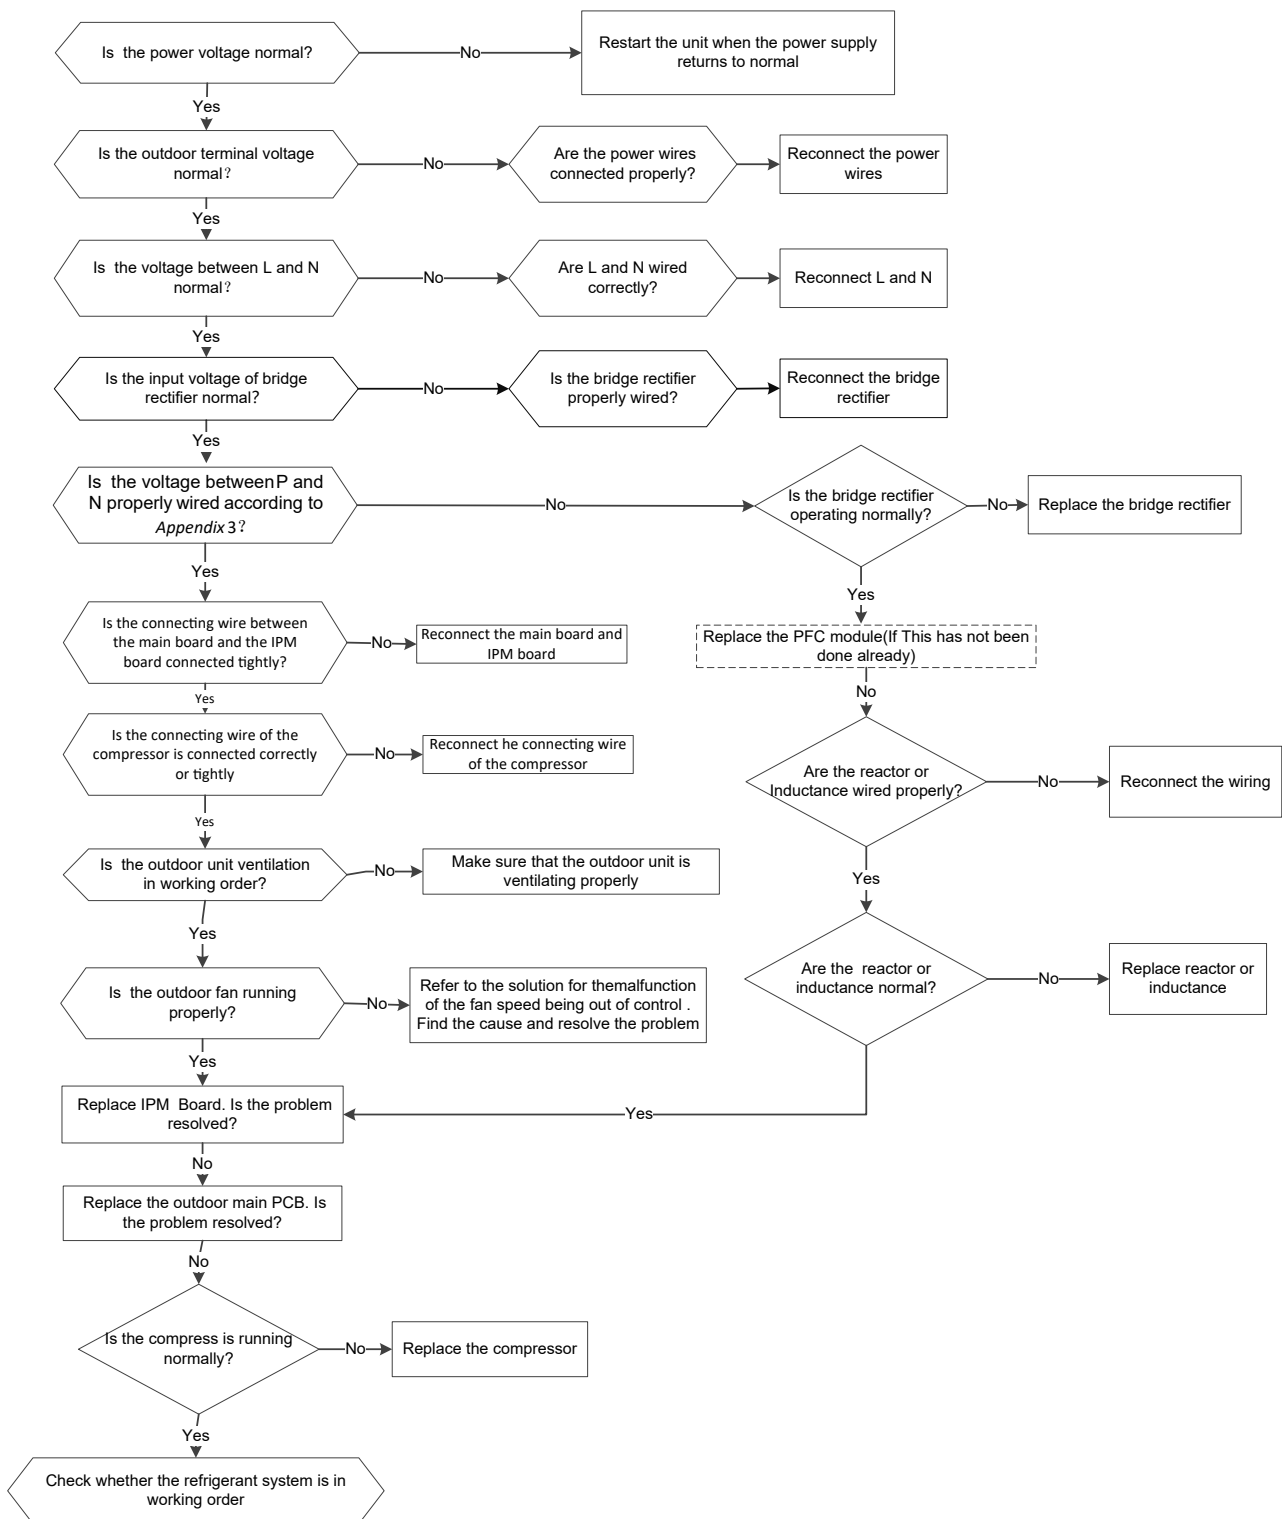 Is the power voltage normal?
No
Restart the unit when the power supply
returns to normal
Yes
Is the outdoor terminal voltage
normal?
No
Are the power wires
connected properly?
Reconnect the power
wires
Yes
Is the voltage between L and N
normal?
No
Are L and N wired
correctly?
Reconnect L and N
Yes
Is the input voltage of bridge
rectifier normal?
No
Is the bridge rectifier
properly wired?
Reconnect the bridge
rectifier
Yes
Is the voltage between P and
N properly wired according to
Appendix 3?
No
Is the bridge rectifier
operating normally?
No
Replace the bridge rectifier
Yes
Yes
Is the connecting wire between
the main board and the IPM
board connected tightly?
No
Reconnect the main board and
IPM board
Replace the PFC module(If This has not been
done already)
No
Yes
Is the connecting wire of the
compressor is connected correctly
or tightly
No
Reconnect he connecting wire
of the compressor
Are the reactor or
Inductance wired properly?
No
Reconnect the wiring
Yes
Is the outdoor unit ventilation
in working order?
No
Make sure that the outdoor unit is
ventilating properly
Yes
Yes
Is the outdoor fan running
properly?
No
Refer to the solution for themalfunction
of the fan speed being out of control .
Find the cause and resolve the problem
Are the reactor or
inductance normal?
No
Replace reactor or
inductance
Yes
Replace IPM Board. Is the problem
resolved?
Yes
No
Replace the outdoor main PCB. Is
the problem resolved?
No
Is the compress is running
normally?
No
Replace the compressor
Yes
Check whether the refrigerant system is in
working order